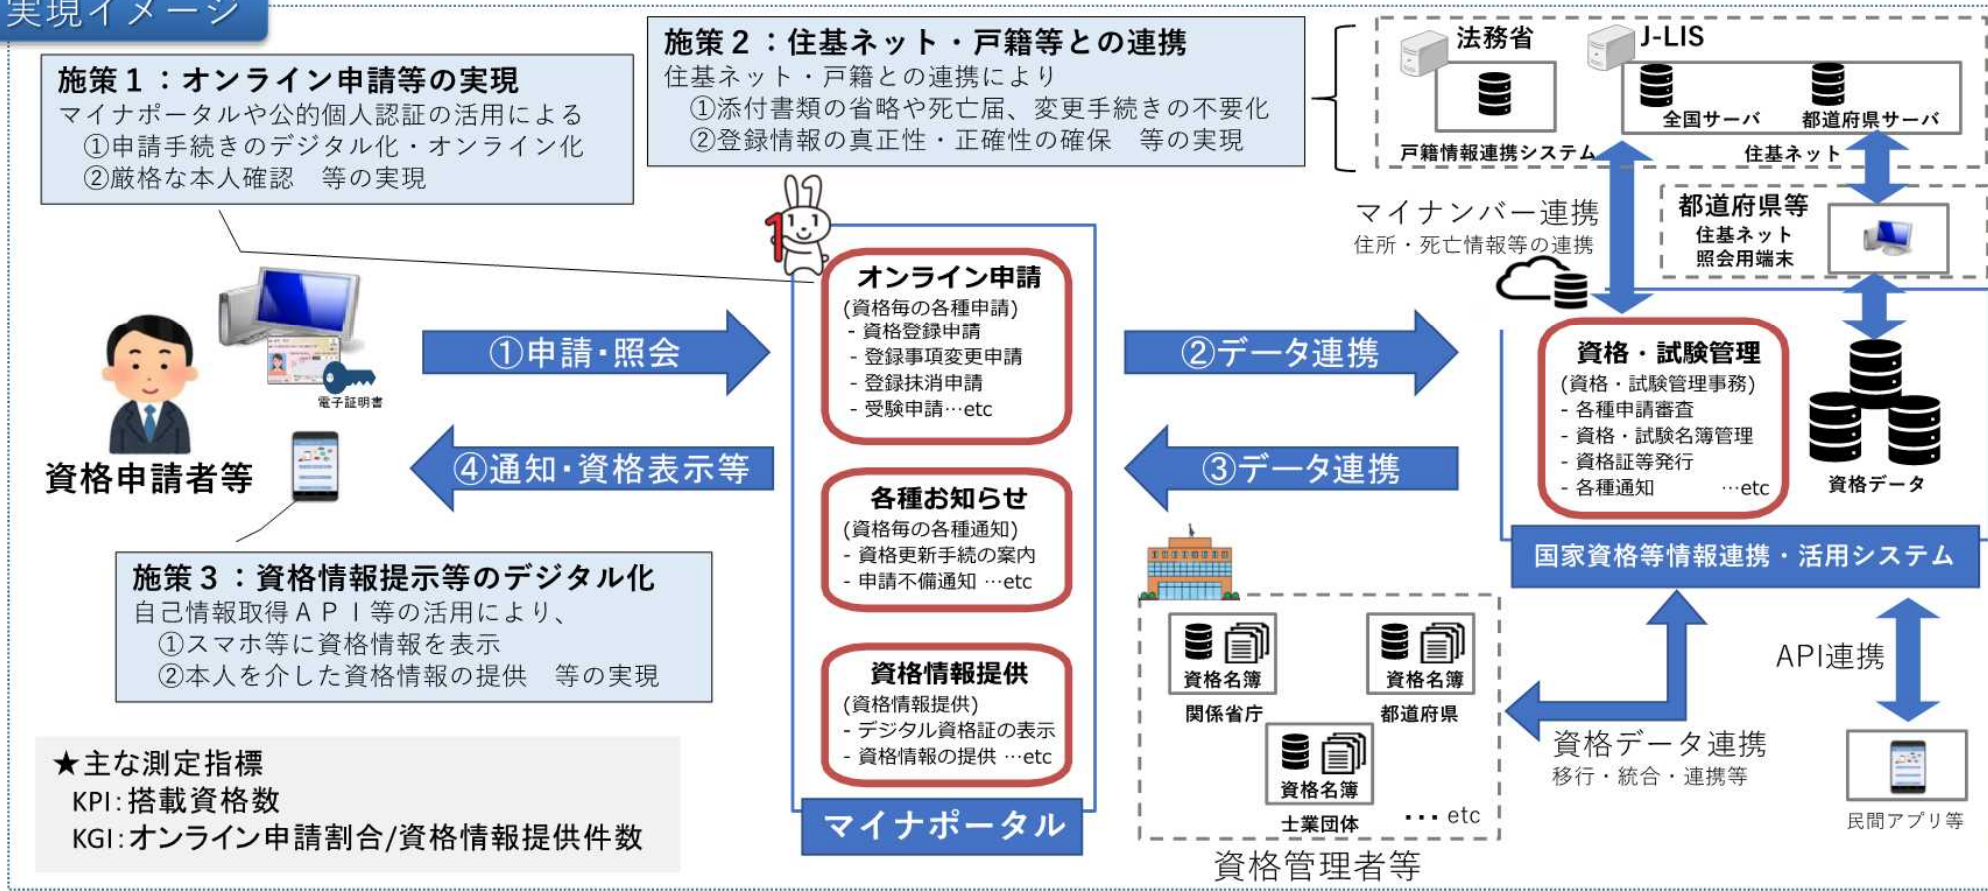 実現イメージ
施策１：オンライン申請等の実現
マイナポータルや公的個人認証の活用による
①申請手続きのデジタル化・オンライン化
②厳格な本人確認　等の実現
施策２：住基ネット・戸籍等との連携
住基ネット・戸籍との連携により
①添付書類の省略や死亡届、変更手続きの不要化
②登録情報の真正性・正確性の確保　等の実現
法務省
戸籍情報連携システム
J-LIS
全国サーバ
都道府県サーバ
住基ネット
マイナンバー連携
住所・死亡情報等の連携
都道府県等
住基ネット
照会用端末
電子証明書
資格申請者等
①申請・照会
④通知・資格表示等
1
オンライン申請
(資格毎の各種申請)
- 資格登録申請
- 登録事項変更申請
- 登録抹消申請
- 受験申請…etc
各種お知らせ
(資格毎の各種通知)
- 資格更新手続の案内
- 申請不備通知 …etc
資格情報提供
(資格情報提供)
- デジタル資格証の表示
- 資格情報の提供 …etc
マイナポータル
②データ連携
③データ連携
資格・試験管理
(資格・試験管理事務)
- 各種申請審査
- 資格・試験名簿管理
- 資格証等発行
- 各種通知　…etc
資格データ
国家資格等情報連携・活用システム
施策３：資格情報提示等のデジタル化
自己情報取得ＡＰＩ等の活用により、
①スマホ等に資格情報を表示
②本人を介した資格情報の提供　等の実現
★主な測定指標
KPI：搭載資格数
KGI：オンライン申請割合/資格情報提供件数
資格名簿
関係省庁
資格名簿
都道府県
資格名簿
士業団体
… etc
資格管理者等
資格データ連携
移行・統合・連携等
API連携
民間アプリ等